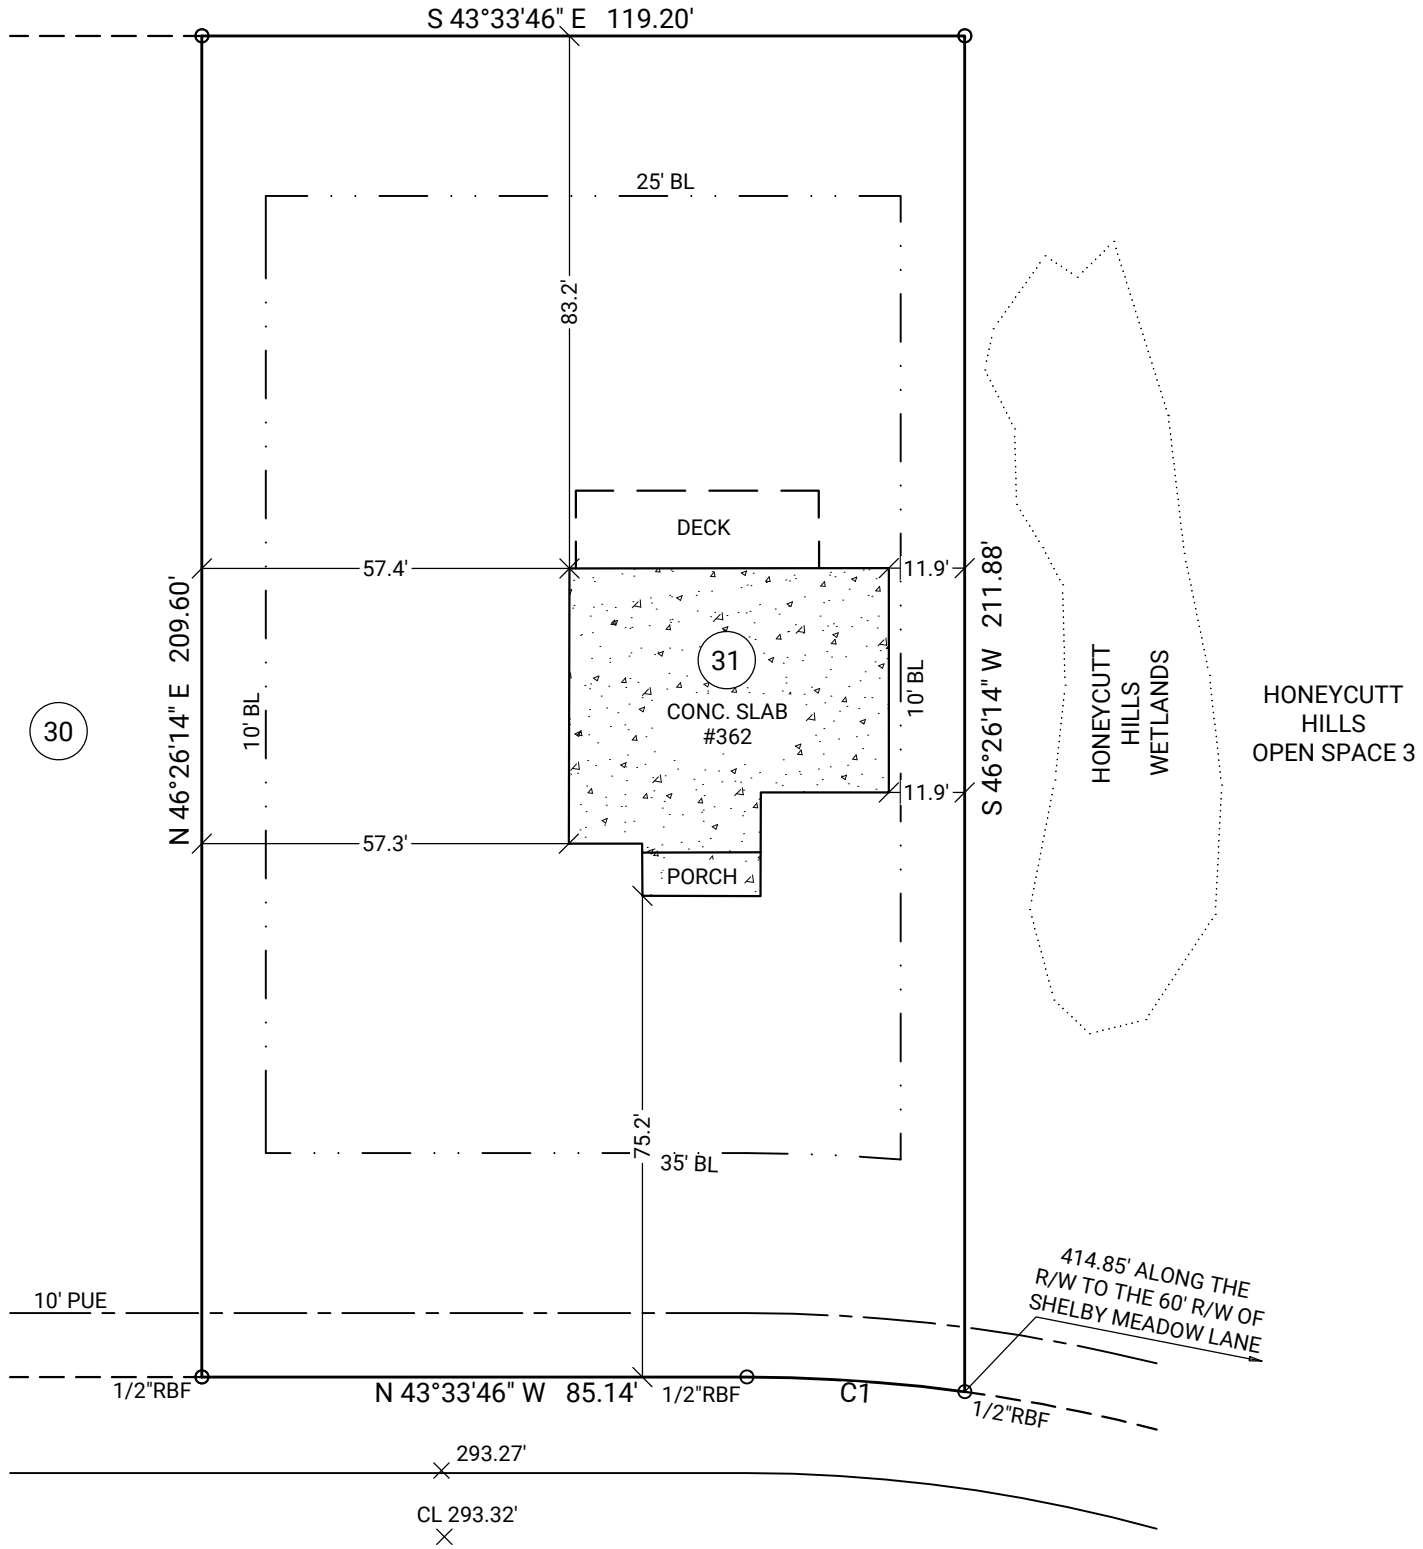 S 43°33'46" E 119.20'
25' BL
83.2'
DECK
57.4'
11.9'
N 46°26'14" E 209.60'
S 46°26'14" W 211.88'
31
CONC. SLAB
#362
10' BL
10' BL
30
HONEYCUTT
HILLS
WETLANDS
HONEYCUTT
HILLS
OPEN SPACE 3
11.9'
57.3'
PORCH
75.2'
35' BL
414.85' ALONG THE
R/W TO THE 60' R/W OF
SHELBY MEADOW LANE
10' PUE
1/2"RBF
N 43°33'46" W 85.14'
1/2"RBF
C1
1/2"RBF
293.27'
CL 293.32'